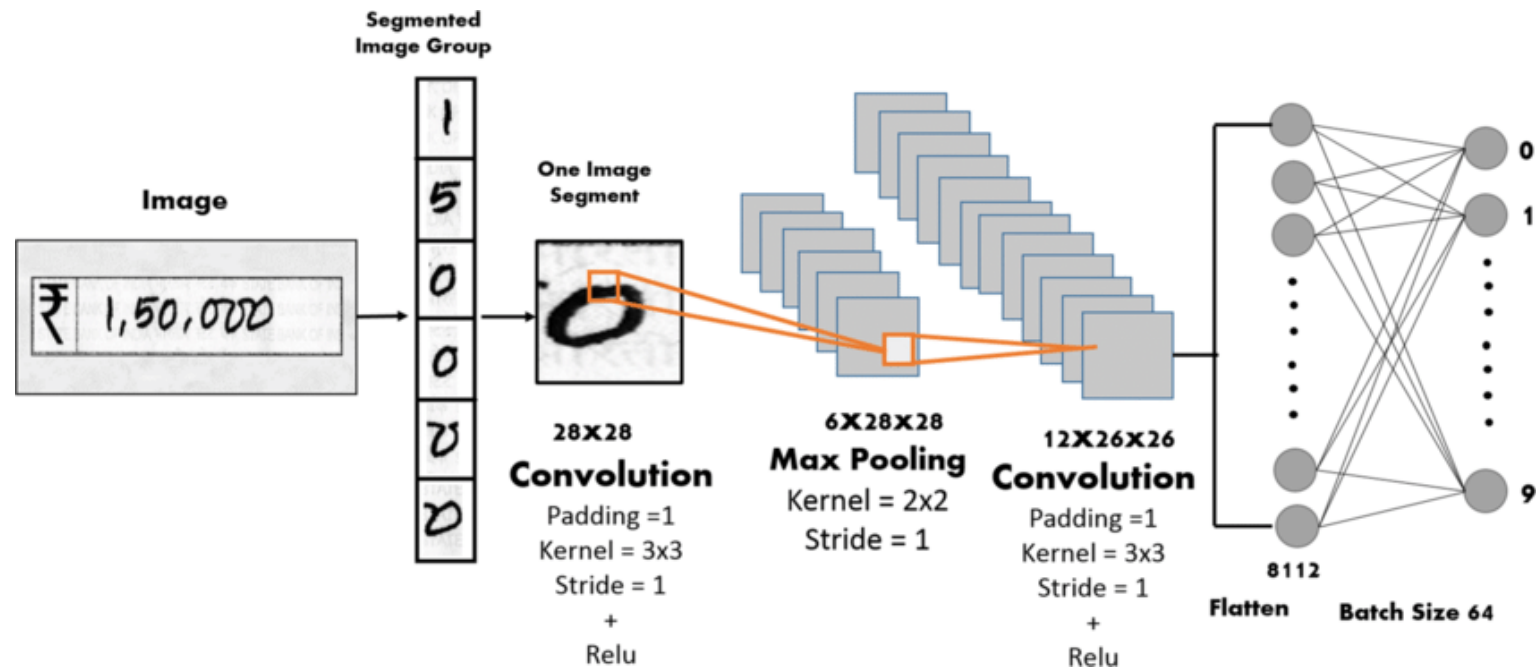 Segmented
Image Group
Image
₹ 1,50,000
1
5
0
0
0
0
One Image
Segment
28X28
Convolution
Padding =1
Kernel = 3x3
Stride = 1
+
Relu
6X28x28
Max Pooling
Kernel = 2x2
Stride = 1
12X26x26
Convolution
Padding =1
Kernel = 3x3
Stride = 1
+
Relu
8112
Flatten
0
1
9
Batch Size 64